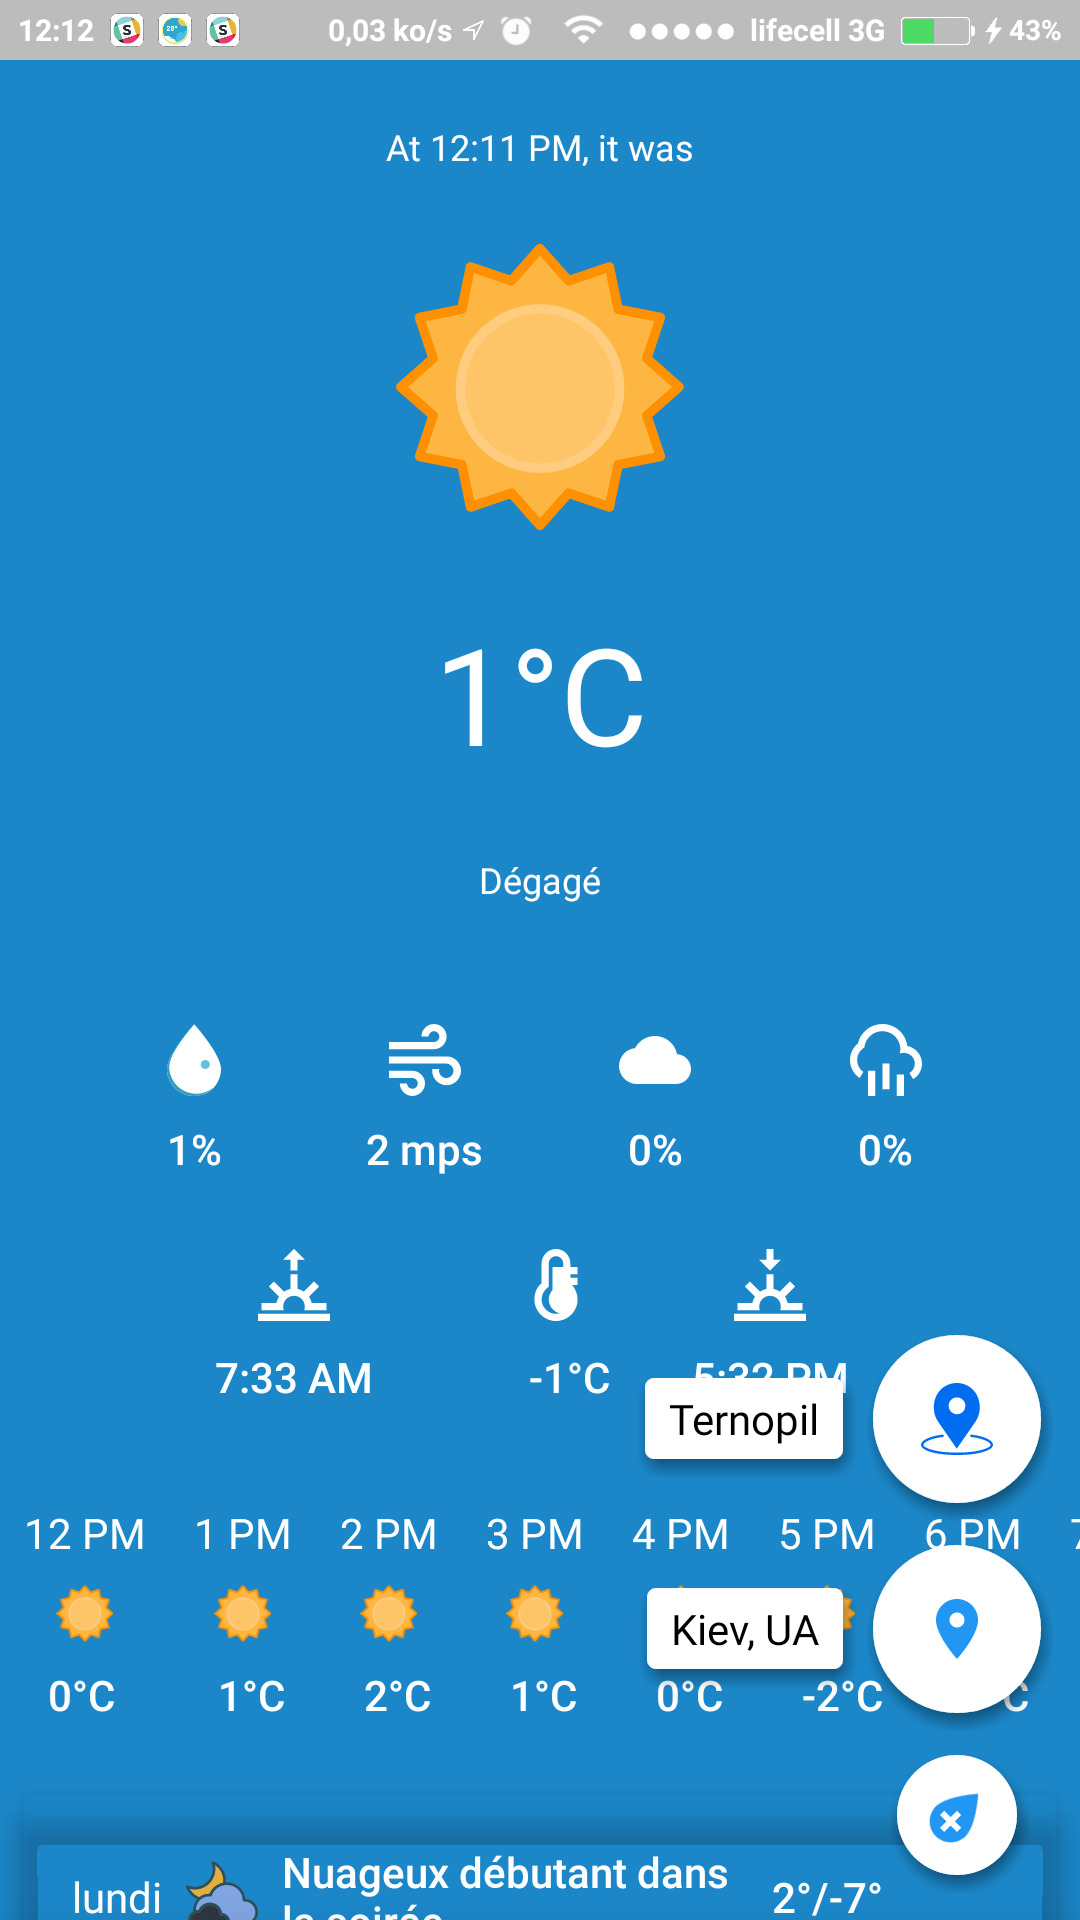 12:12 0,03 ko/s lifecell 3G 43%
At 12:11 PM, it was
1°C
Dégagé
1% 2 mps 0% 0%
7:33 AM -1°C 5:32 PM
Ternopil
12 PM 1 PM 2 PM 3 PM 4 PM 5 PM 6 PM 7
Kiev, UA
0°C 1°C 2°C 1°C 0°C -2°C C
lundi Nuageux débutant dans 2°/-7°
la soirée